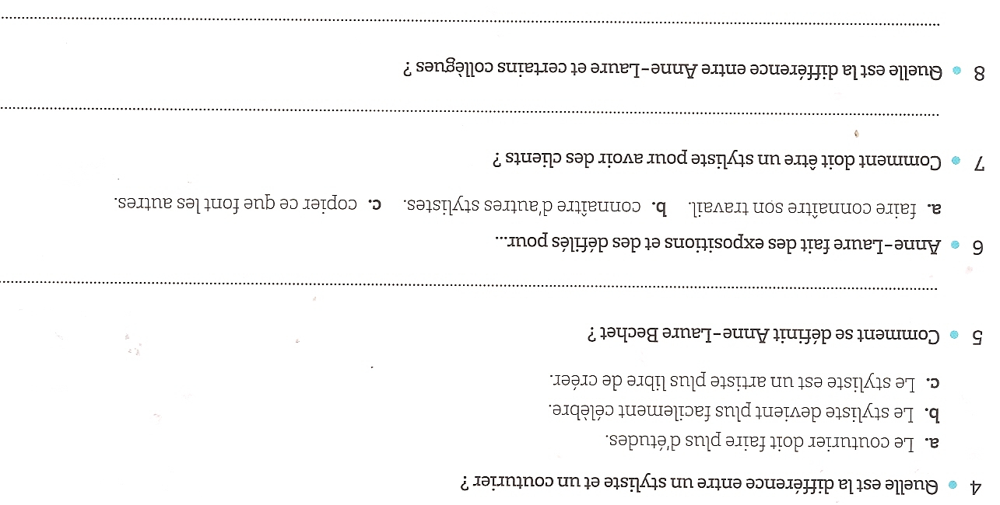 4 • Quelle est la différence entre un styliste et un couturier ?
a. Le couturier doit faire plus d'études.
b. Le styliste devient plus facilement célèbre.
c. Le styliste est un artiste plus libre de créer.
5 • Comment se définit Anne-Laure Bechet ?
6 • Anne-Laure fait des expositions et des défilés pour...
a. faire connaître son travail. b. connaître d'autres stylistes. c. copier ce que font les autres.
7 • Comment doit être un styliste pour avoir des clients ?
8 • Quelle est la différence entre Anne-Laure et certains collègues ?